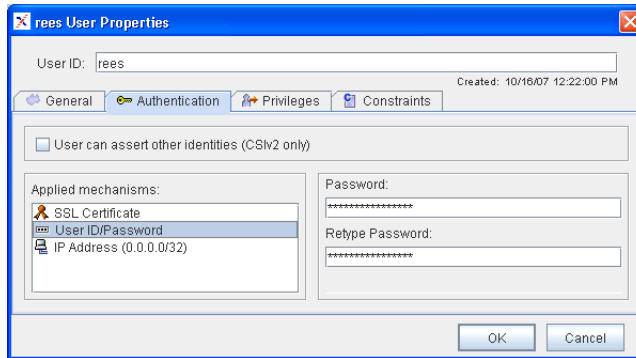 rees User Properties
User ID: rees
Created: 10/16/07 12:22:00 PM
General Authentication Privileges Constraints
User can assert other identities (CSIv2 only)
Applied mechanisms:
SSL Certificate
User ID/Password
IP Address (0.0.0.0/32)
Password:
****************
Retype Password:
****************
OK Cancel